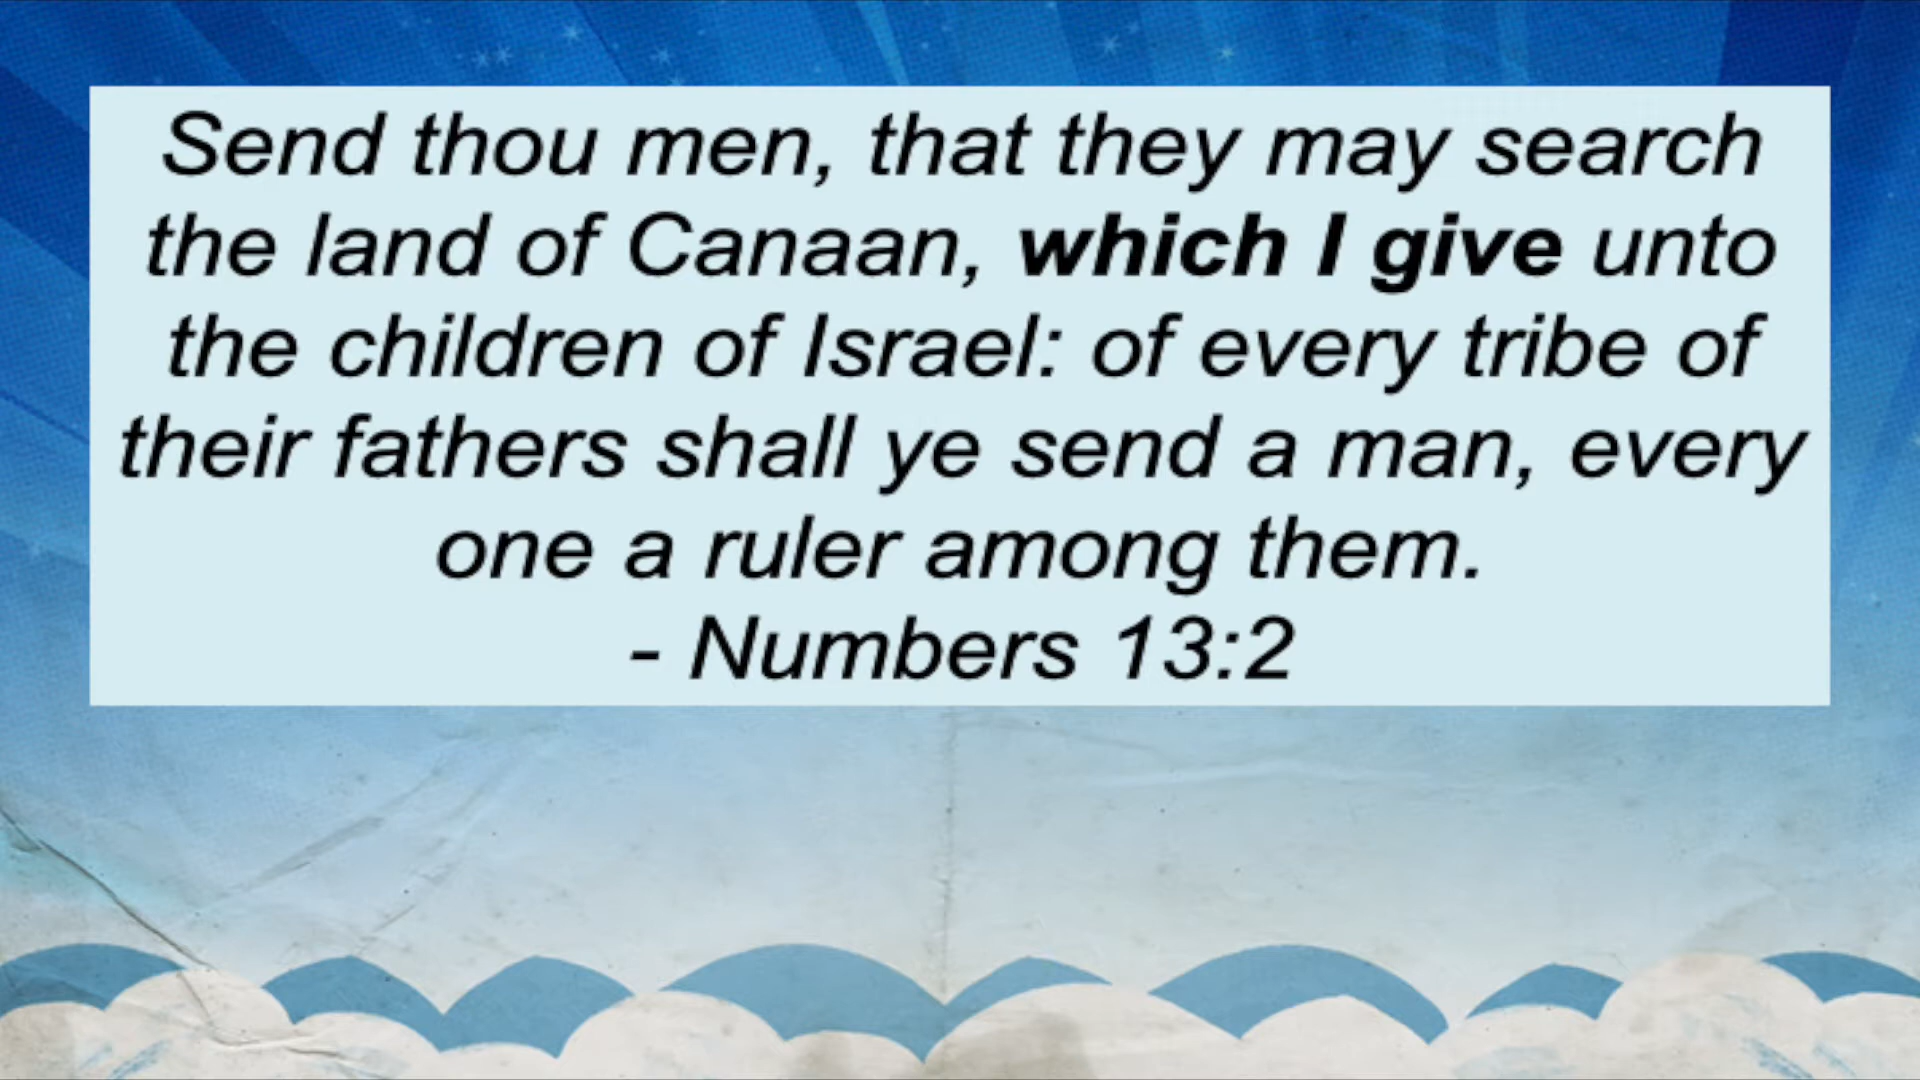 Send thou men, that they may search
the land of Canaan, which I give unto
the children of Israel: of every tribe of
their fathers shall ye send a man, every
one a ruler among them.
- Numbers 13:2